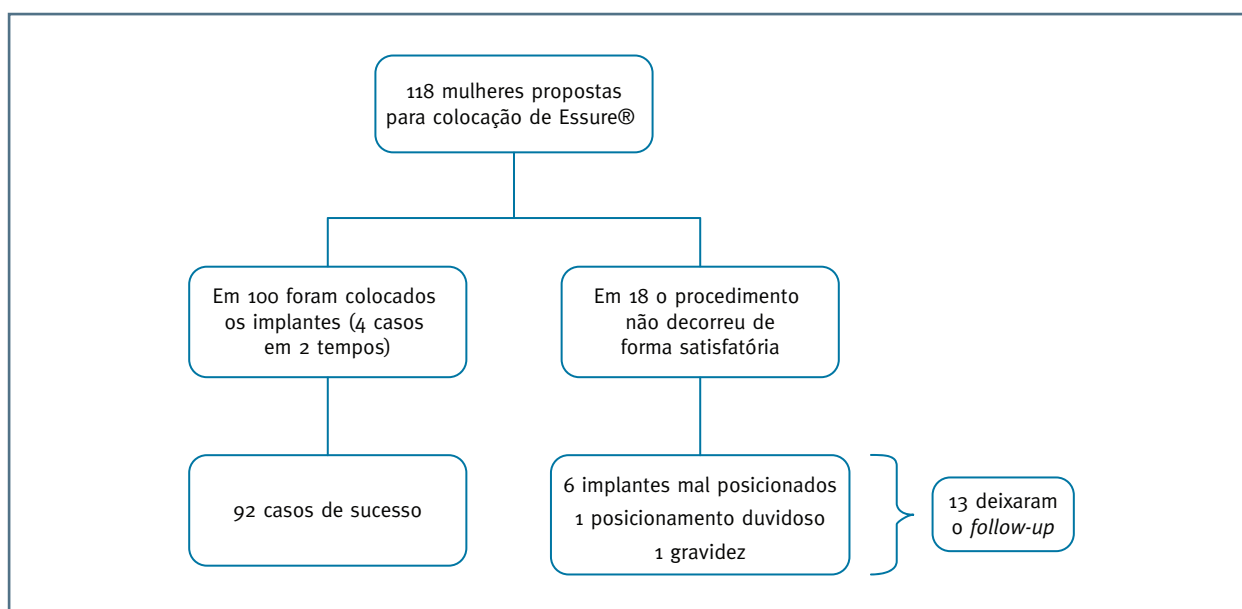 118 mulheres propostas
para colocação de Essure®
Em 100 foram colocados
os implantes (4 casos
em 2 tempos)
Em 18 o procedimento
não decorreu de
forma satisfatória
92 casos de sucesso
6 implantes mal posicionados
1 posicionamento duvidoso
1 gravidez
13 deixaram
o follow-up